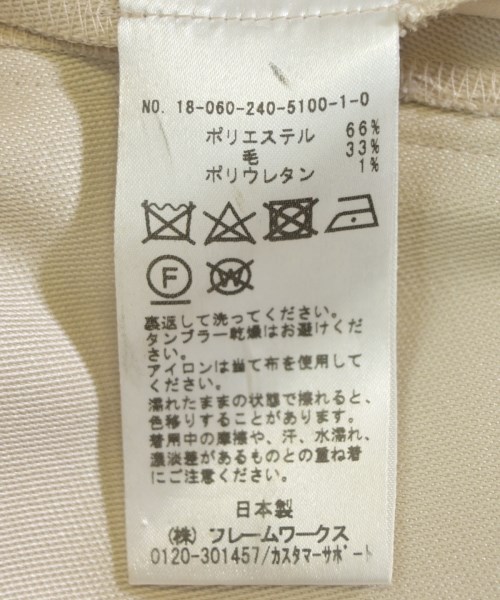 NO. 18-060-240-5100-1-0
ポリエステル 66%
毛 33%
ポリウレタン 1%
F W
裏返して洗ってください。
タンブラー乾燥はお避けくだ
さい。
アイロンは当て布を使用して
ください。
濡れたままの状態で擦れると、
色移りすることがあります。
着用中の摩擦や、汗、水濡れ、
濃淡差があるものとの重ね着
にご注意ください。
日本製
(株) フレームワークス
0120-301457/カスタマーサポート